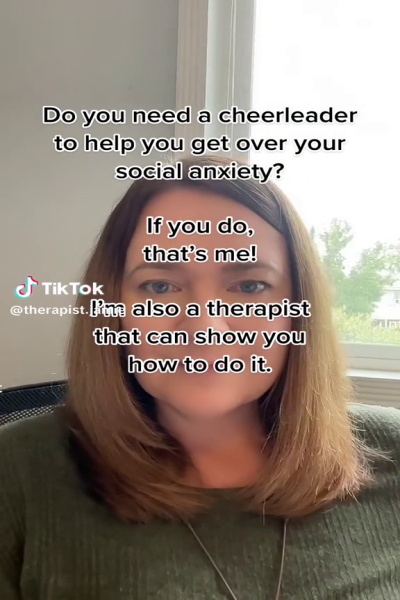 Do you need a cheerleader
to help you get over your
social anxiety?
If you do,
that's me!
TikTok
I'm also a therapist
that can show you
how to do it.